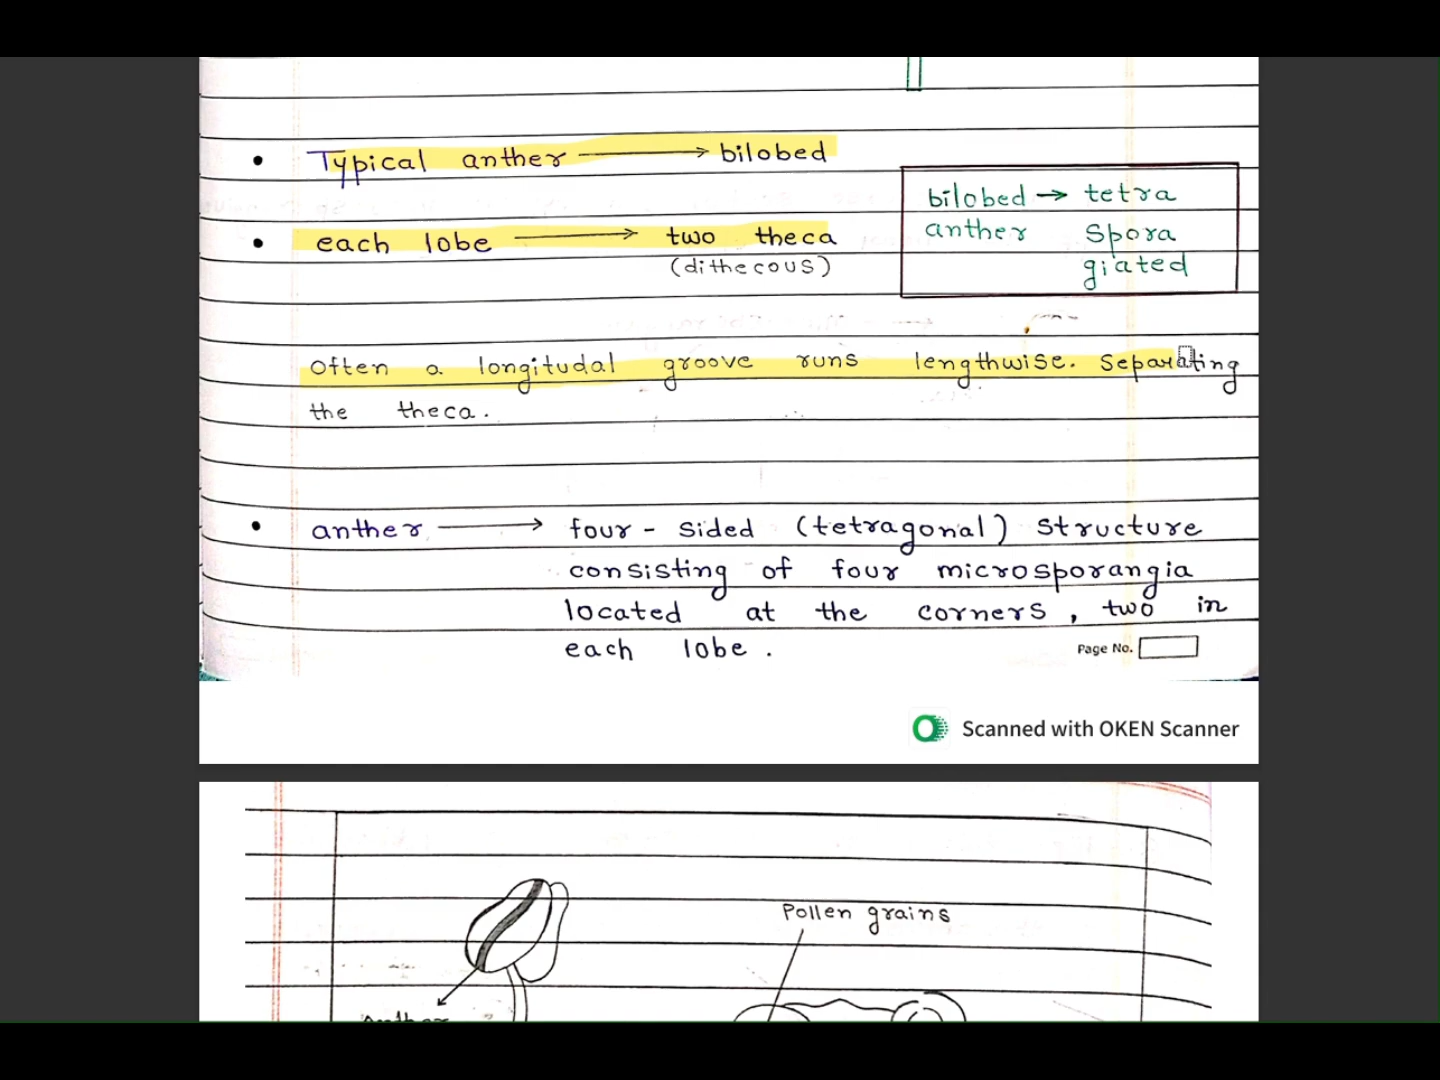 • Typical anther → bilobed
bilobed → tetra
anther spora
giated
• each lobe → two theca
(dithecous)
Often a longitudal groove runs lengthwise. Separating
the theca.
• anther → four - sided (tetragonal) structure
consisting of four microsporangia
located at the corners, two in
each lobe.
Page No.
Scanned with OKEN Scanner
Pollen grains